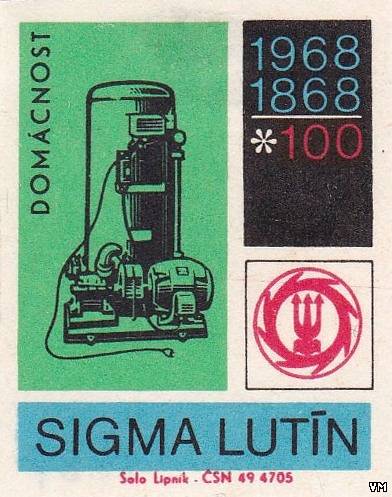 DOMÁCNOST
1968
1868
*100
SIGMA LUTÍN
Solo Lipník - ČSN 49 4705
VM